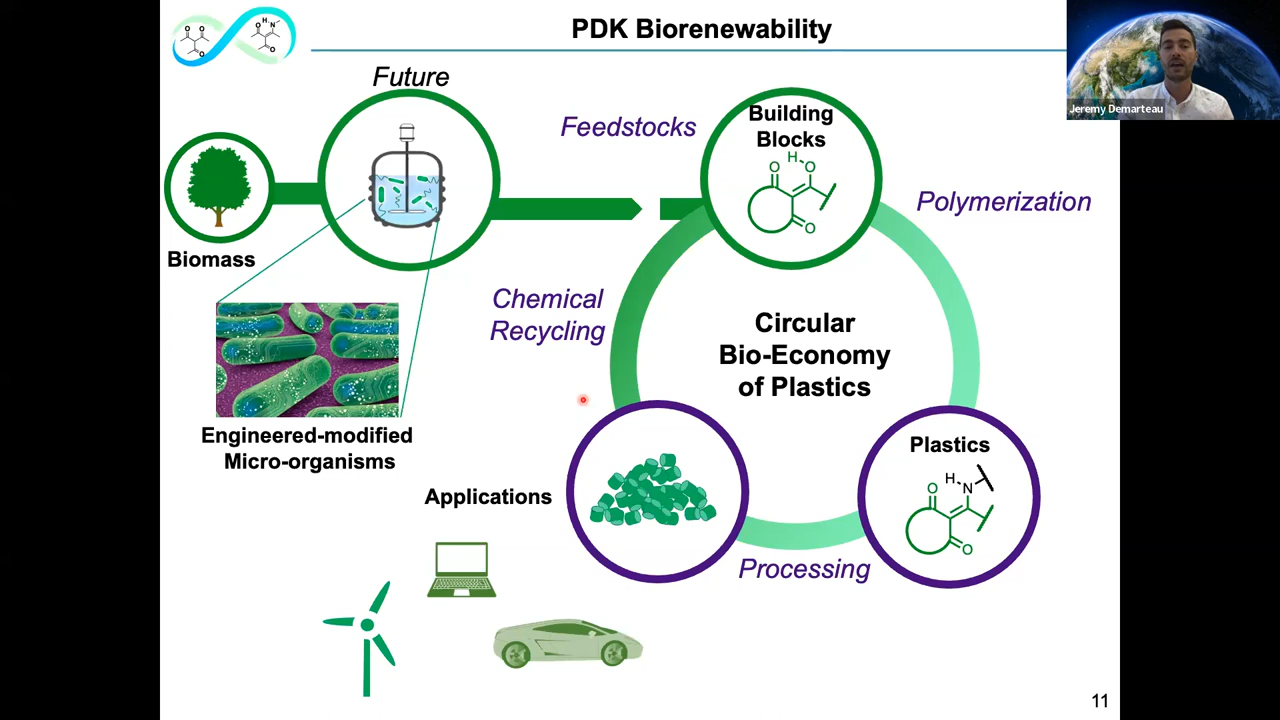 PDK Biorenewability
Jeremy Demarteau
Future
Feedstocks
Building
Blocks
Polymerization
Biomass
Chemical
Recycling
Circular
Bio-Economy
of Plastics
Engineered-modified
Micro-organisms
Applications
Plastics
Processing
O O H N O O
O H O O
O H N O
11